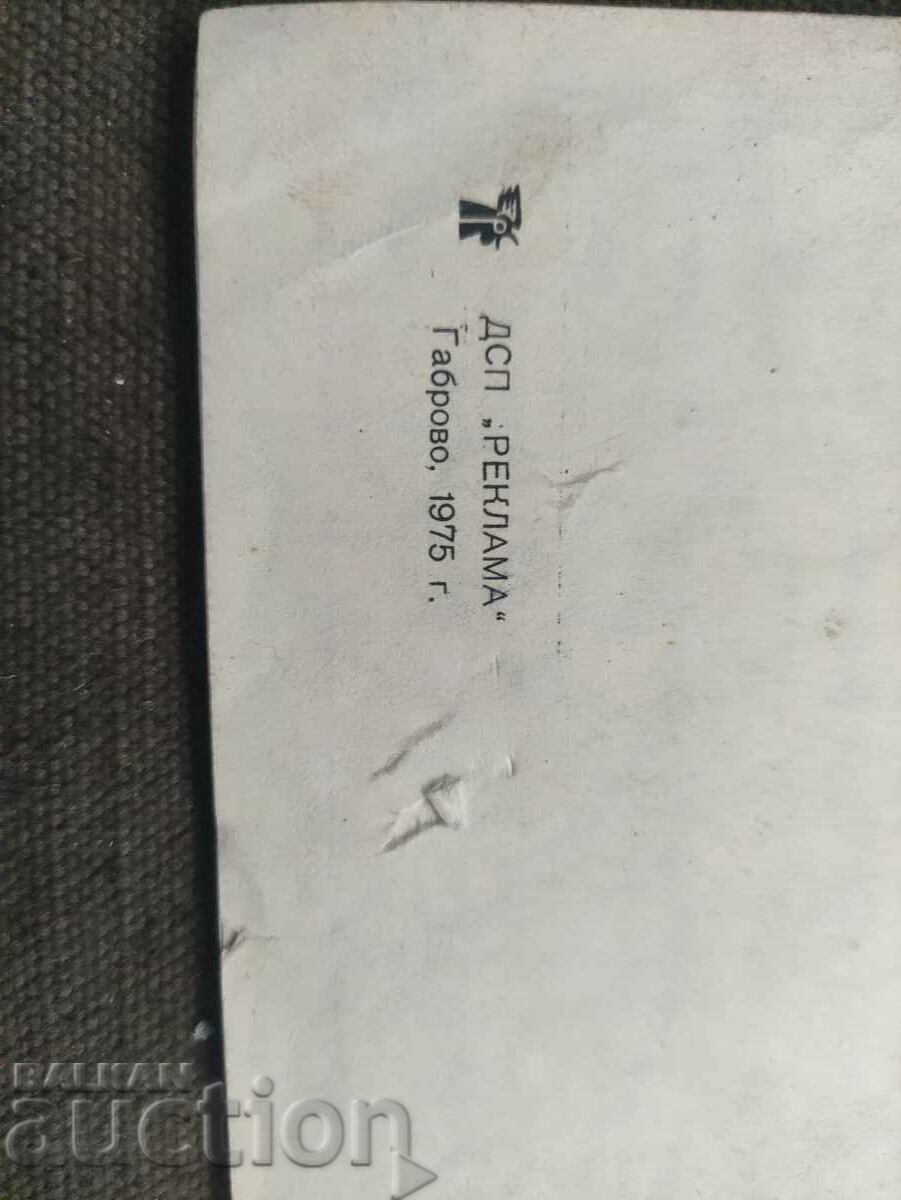 ДСП „РЕКЛАМА“
Габрово, 1975 г.
BALKAN
auction